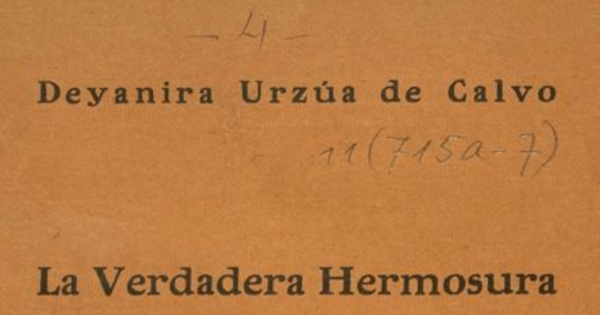 - 4 -
Deyanira Urzúa de Calvo
11(715a-7)
La Verdadera Hermosura